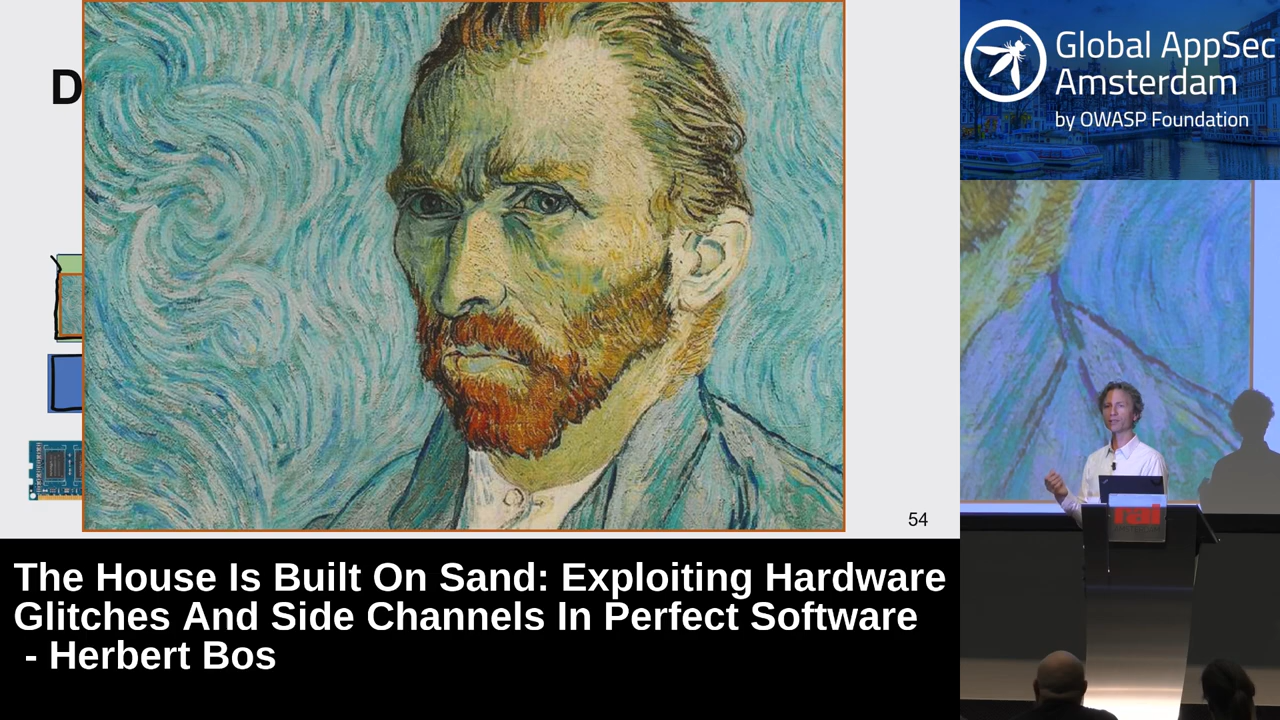 D
54
Global AppSec
Amsterdam
by OWASP Foundation
rai
The House Is Built On Sand: Exploiting Hardware
Glitches And Side Channels In Perfect Software
- Herbert Bos